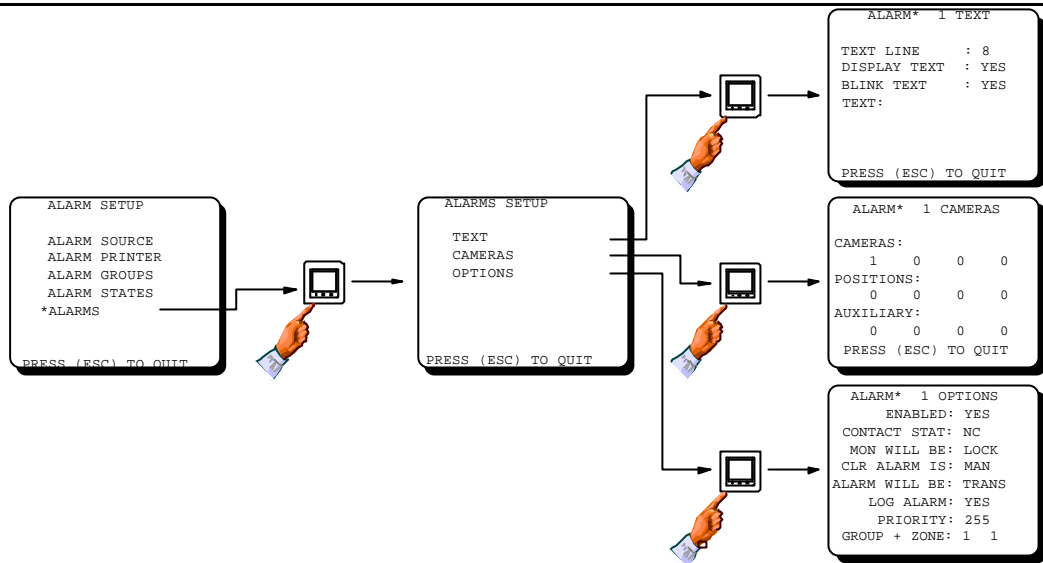 ALARM SETUP
ALARM SOURCE
ALARM PRINTER
ALARM GROUPS
ALARM STATES
*ALARMS
PRESS (ESC) TO QUIT
ALARMS SETUP
TEXT
CAMERAS
OPTIONS
PRESS (ESC) TO QUIT
ALARM* 1 TEXT
TEXT LINE : 8
DISPLAY TEXT : YES
BLINK TEXT : YES
TEXT:
PRESS (ESC) TO QUIT
ALARM* 1 CAMERAS
CAMERAS:
1 0 0 0
POSITIONS:
0 0 0 0
AUXILIARY:
0 0 0 0
PRESS (ESC) TO QUIT
ALARM* 1 OPTIONS
ENABLED: YES
CONTACT STAT: NC
MON WILL BE: LOCK
CLR ALARM IS: MAN
ALARM WILL BE: TRANS
LOG ALARM: YES
PRIORITY: 255
GROUP + ZONE: 1 1